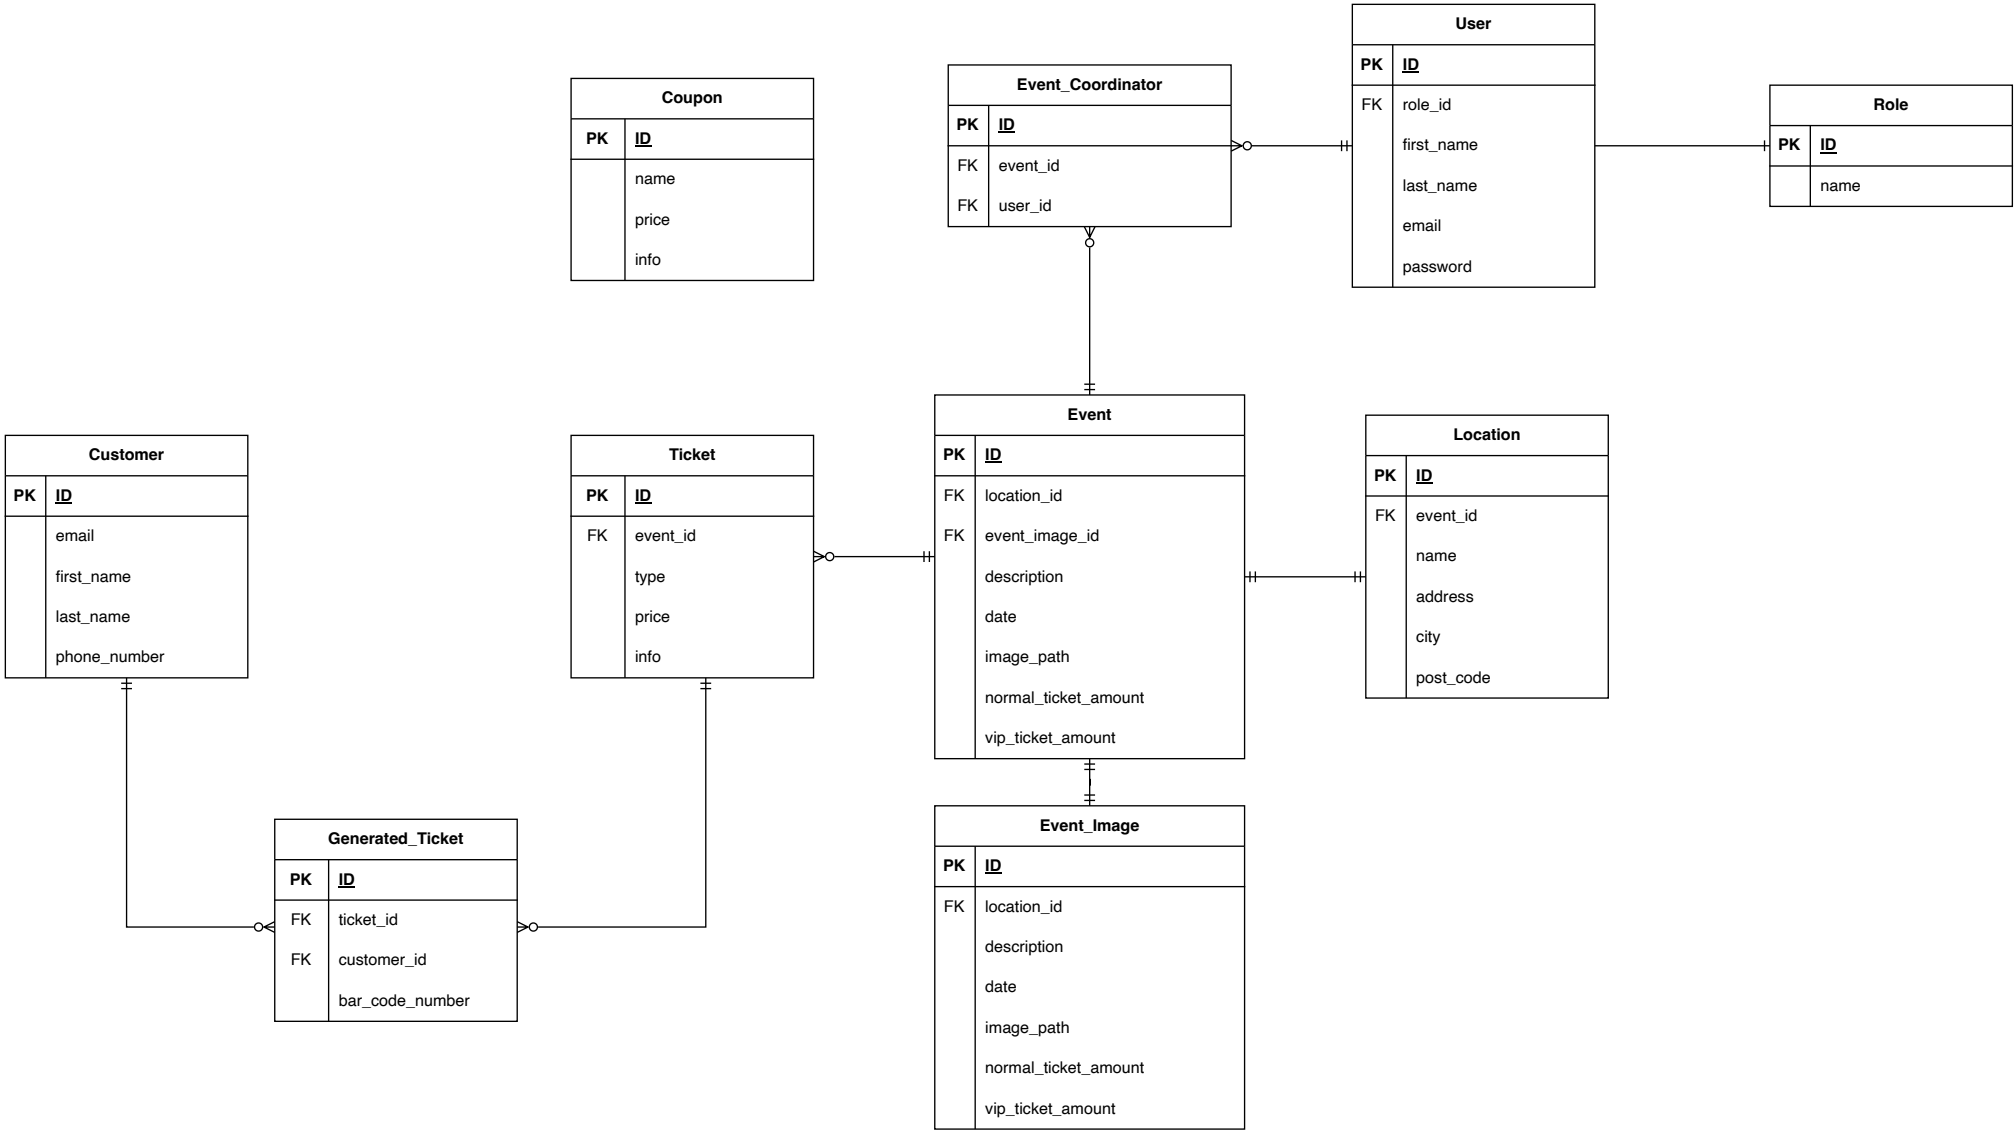 User
PK ID
FK role_id
first_name
last_name
email
password
Event_Coordinator
PK ID
FK event_id
FK user_id
Coupon
PK ID
name
price
info
Role
PK ID
name
Event
PK ID
FK location_id
FK event_image_id
description
date
image_path
normal_ticket_amount
vip_ticket_amount
Location
PK ID
FK event_id
name
address
city
post_code
Customer
PK ID
email
first_name
last_name
phone_number
Ticket
PK ID
FK event_id
type
price
info
Event_Image
PK ID
FK location_id
description
date
image_path
normal_ticket_amount
vip_ticket_amount
Generated_Ticket
PK ID
FK ticket_id
FK customer_id
bar_code_number